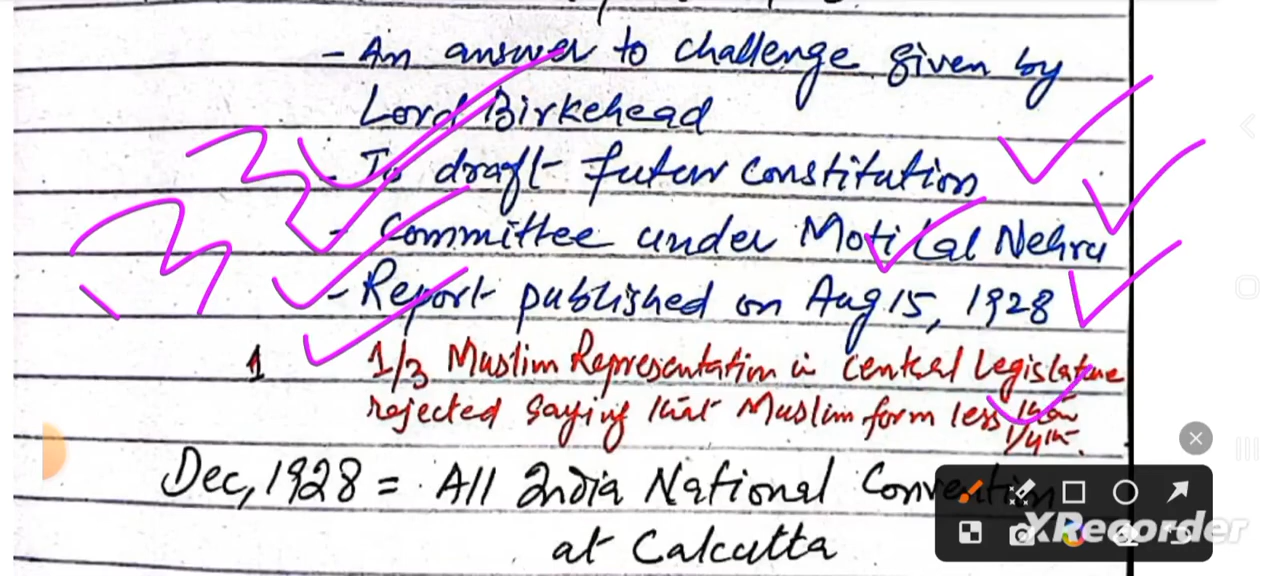 - An answer to challenge given by
Lord Birkehead
- To draft future constitution
- Committee under Motilal Nehru
- Report published on Aug 15, 1928
1 1/3 Muslim Representation in central Legislature
rejected saying that Muslim form less than
1/4th.
Dec, 1928 = All India National Convention
at Calcutta
XRecorder